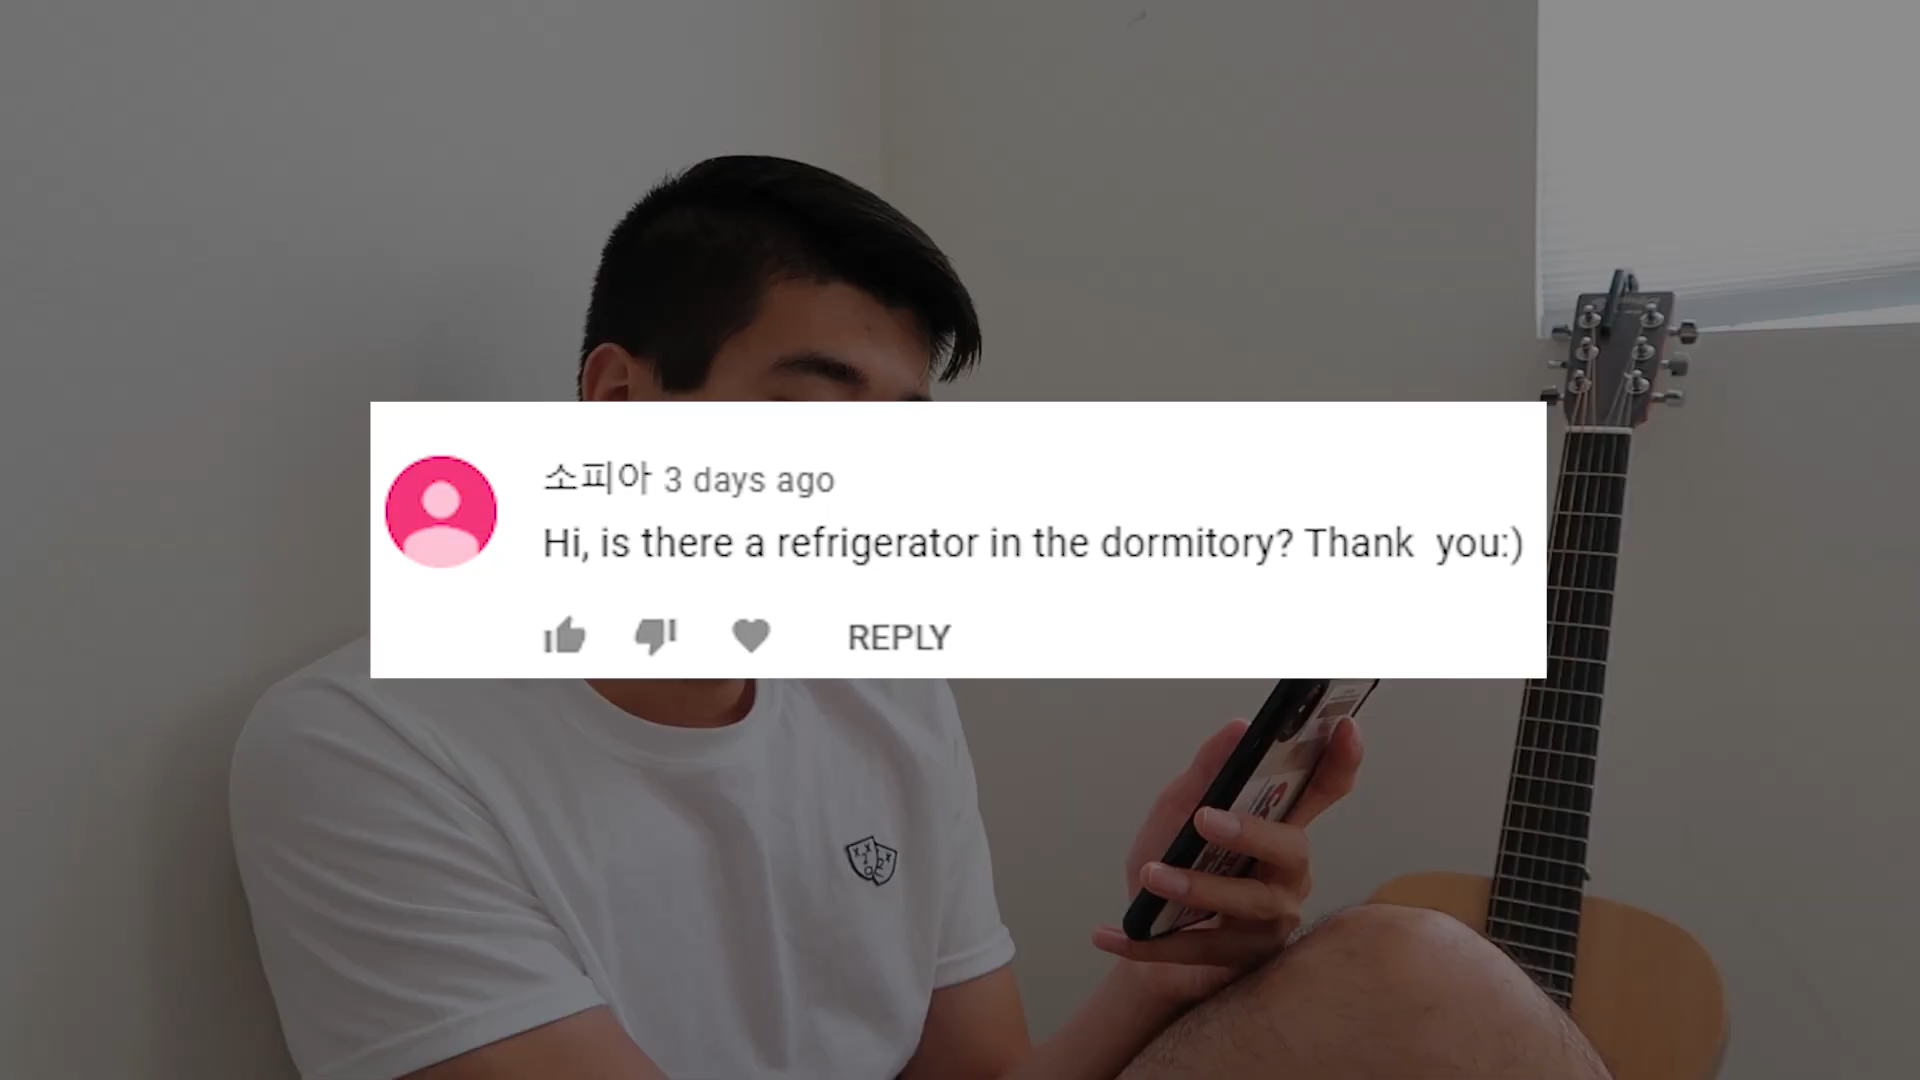 소피아 3 days ago
Hi, is there a refrigerator in the dormitory? Thank  you:)
REPLY